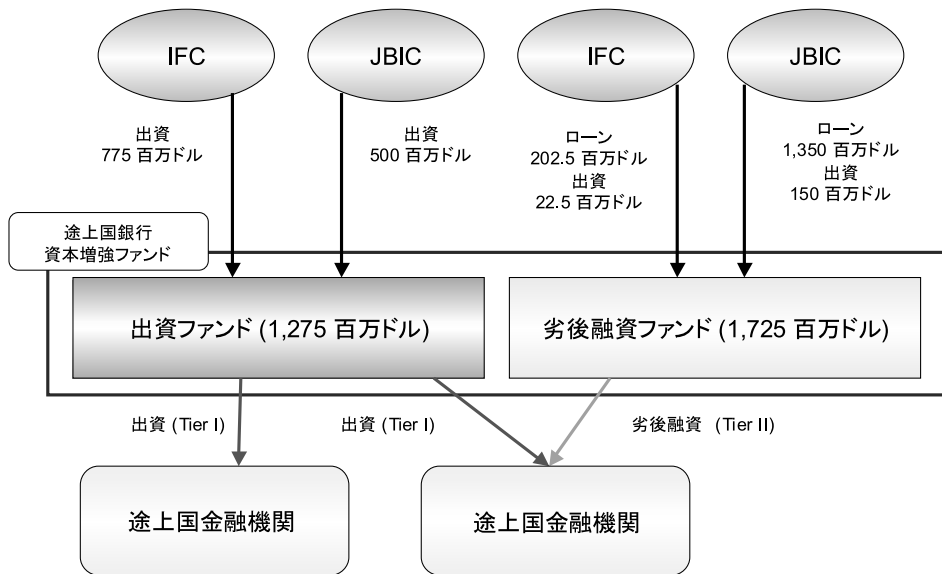 IFC
JBIC
IFC
JBIC
出資
775 百万ドル
出資
500 百万ドル
ローン
202.5 百万ドル
出資
22.5 百万ドル
ローン
1,350 百万ドル
出資
150 百万ドル
途上国銀行
資本増強ファンド
出資ファンド (1,275 百万ドル)
劣後融資ファンド (1,725 百万ドル)
出資 (Tier I)
出資 (Tier I)
劣後融資 (Tier II)
途上国金融機関
途上国金融機関